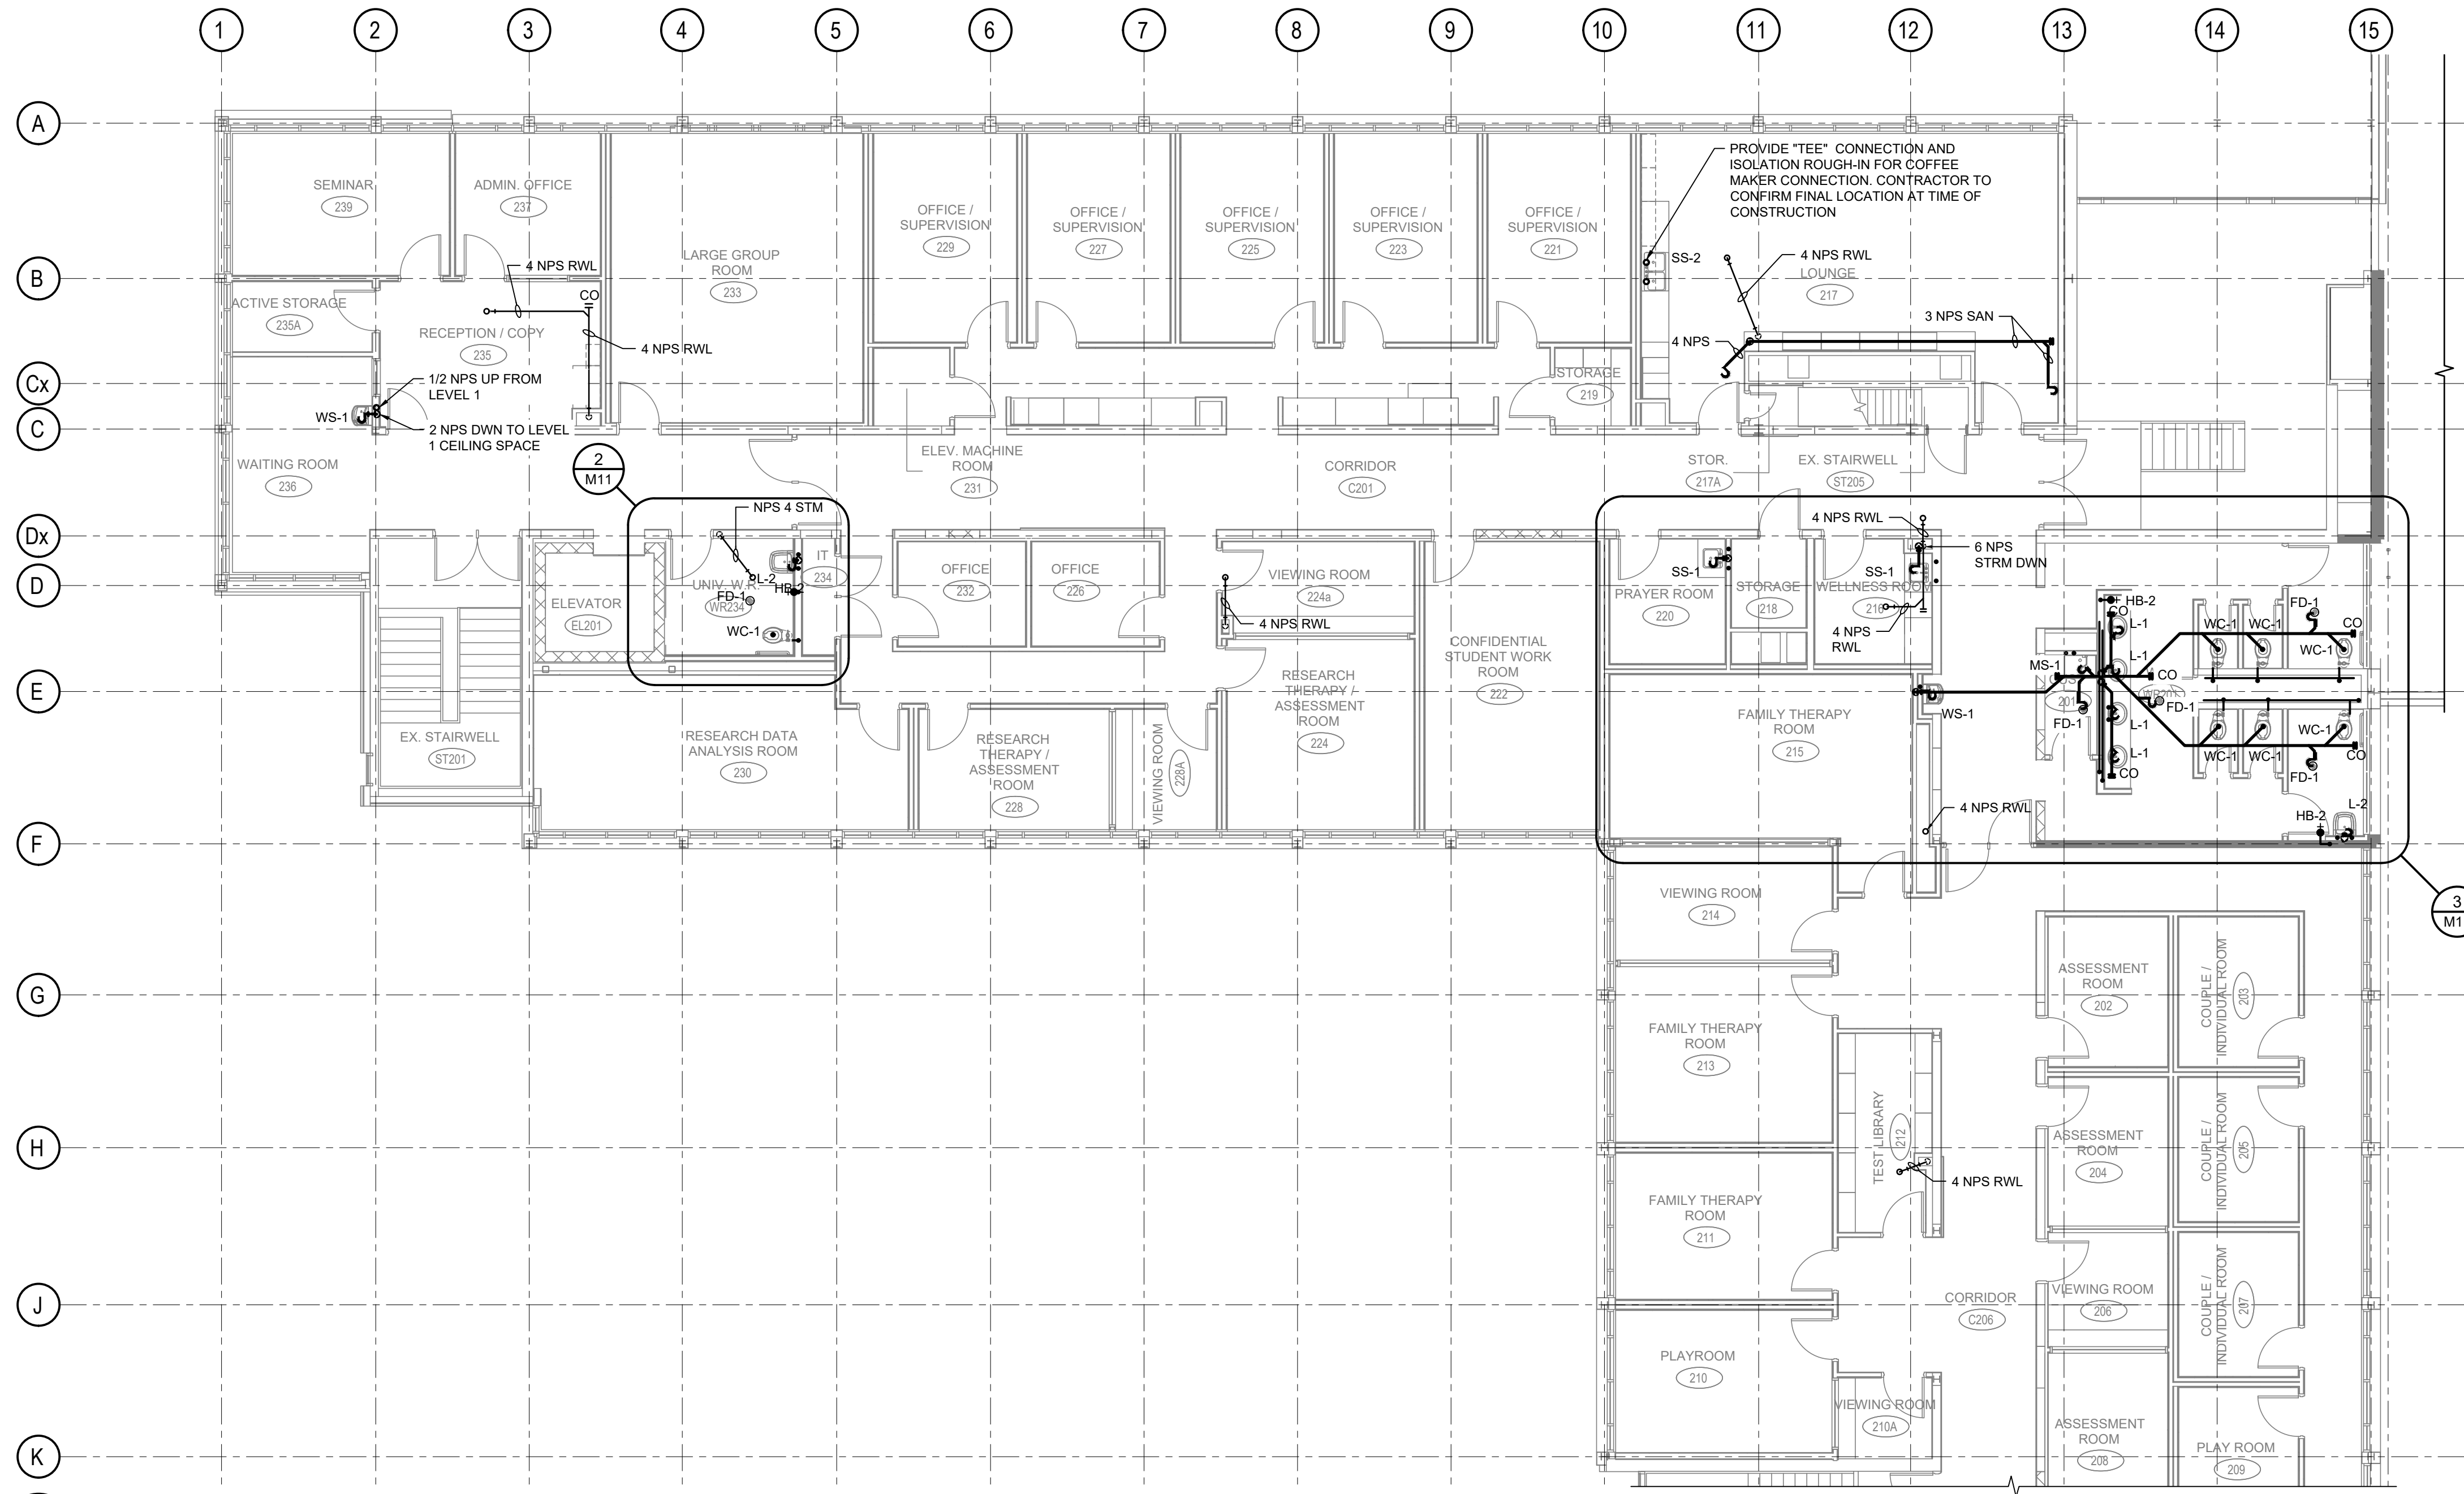 1
2
3
4
5
6
7
8
9
10
11
12
13
14
15
A
B
Cx
C
Dx
D
E
F
G
H
J
K
SEMINAR
239
ADMIN. OFFICE
237
4 NPS RWL
CO
ACTIVE STORAGE
235A
RECEPTION / COPY
235
4 NPS RWL
1/2 NPS UP FROM
LEVEL 1
WS-1
2 NPS DWN TO LEVEL
1 CEILING SPACE
WAITING ROOM
236
LARGE GROUP
ROOM
233
OFFICE /
SUPERVISION
229
OFFICE /
SUPERVISION
227
OFFICE /
SUPERVISION
225
OFFICE /
SUPERVISION
223
OFFICE /
SUPERVISION
221
STORAGE
219
PROVIDE "TEE" CONNECTION AND
ISOLATION ROUGH-IN FOR COFFEE
MAKER CONNECTION. CONTRACTOR TO
CONFIRM FINAL LOCATION AT TIME OF
CONSTRUCTION
SS-2
4 NPS RWL
LOUNGE
217
3 NPS SAN
4 NPS
2
M11
NPS 4 STM
ELEV. MACHINE
ROOM
231
CORRIDOR
C201
STOR.
217A
EX. STAIRWELL
ST205
ELEVATOR
EL201
UNIV. W.R.
WR234
L-2
FD-1
HB-2
WC-1
IT
234
OFFICE
232
OFFICE
226
VIEWING ROOM
224a
4 NPS RWL
RESEARCH
THERAPY /
ASSESSMENT
ROOM
224
CONFIDENTIAL
STUDENT WORK
ROOM
222
EX. STAIRWELL
ST201
RESEARCH DATA
ANALYSIS ROOM
230
RESEARCH
THERAPY /
ASSESSMENT
ROOM
228
VIEWING ROOM
228A
4 NPS RWL
6 NPS
STRM DWN
SS-1
PRAYER ROOM
220
STORAGE
218
SS-1
WELLNESS ROOM
216
4 NPS
RWL
FAMILY THERAPY
ROOM
215
WS-1
4 NPS RWL
HB-2
CO
L-1
L-1
MS-1
CO
CUS.
201
WR201
FD-1
FD-1
L-1
L-1
CO
WC-1
WC-1
FD-1
CO
WC-1
WC-1
WC-1
WC-1
CO
FD-1
L-2
HB-2
3
M1
VIEWING ROOM
214
FAMILY THERAPY
ROOM
213
TEST LIBRARY
212
4 NPS RWL
FAMILY THERAPY
ROOM
211
PLAYROOM
210
VIEWING ROOM
210A
CORRIDOR
C206
ASSESSMENT
ROOM
202
COUPLE /
INDIVIDUAL ROOM
203
ASSESSMENT
ROOM
204
COUPLE /
INDIVIDUAL ROOM
205
VIEWING ROOM
206
COUPLE /
INDIVIDUAL ROOM
207
ASSESSMENT
ROOM
208
PLAY ROOM
209